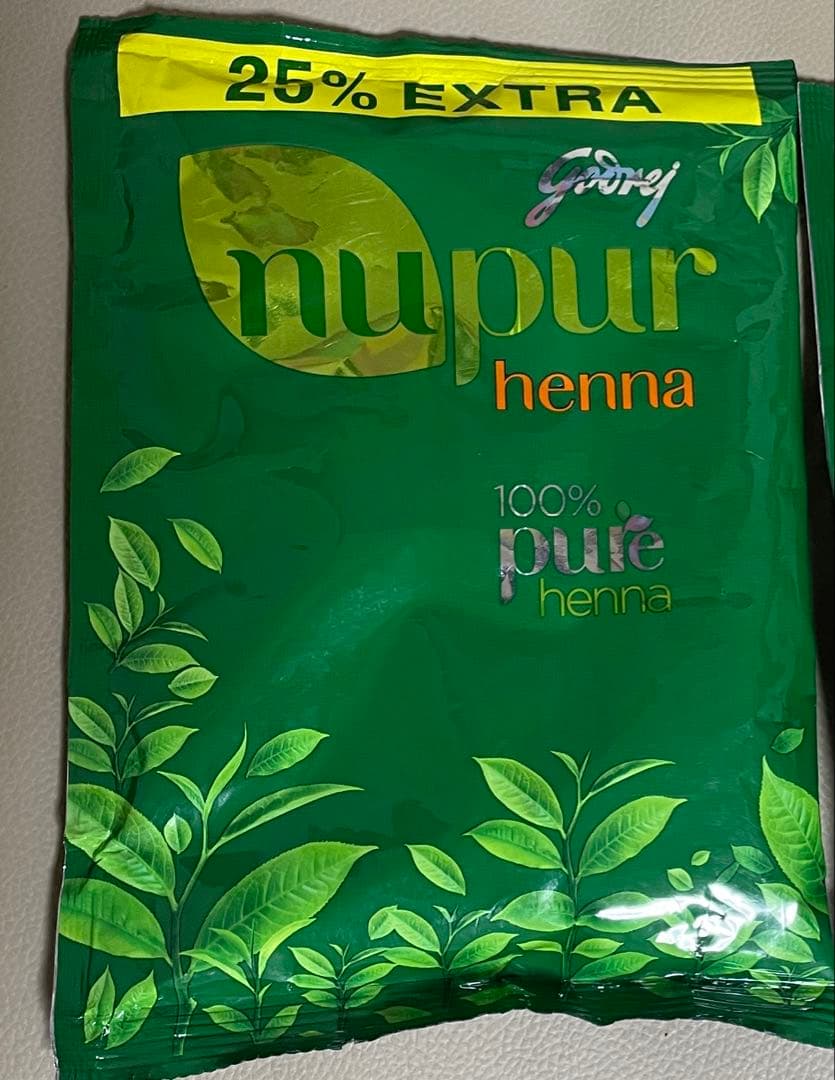 25% EXTRA
Godrej
nupur
henna
100%
pure
henna